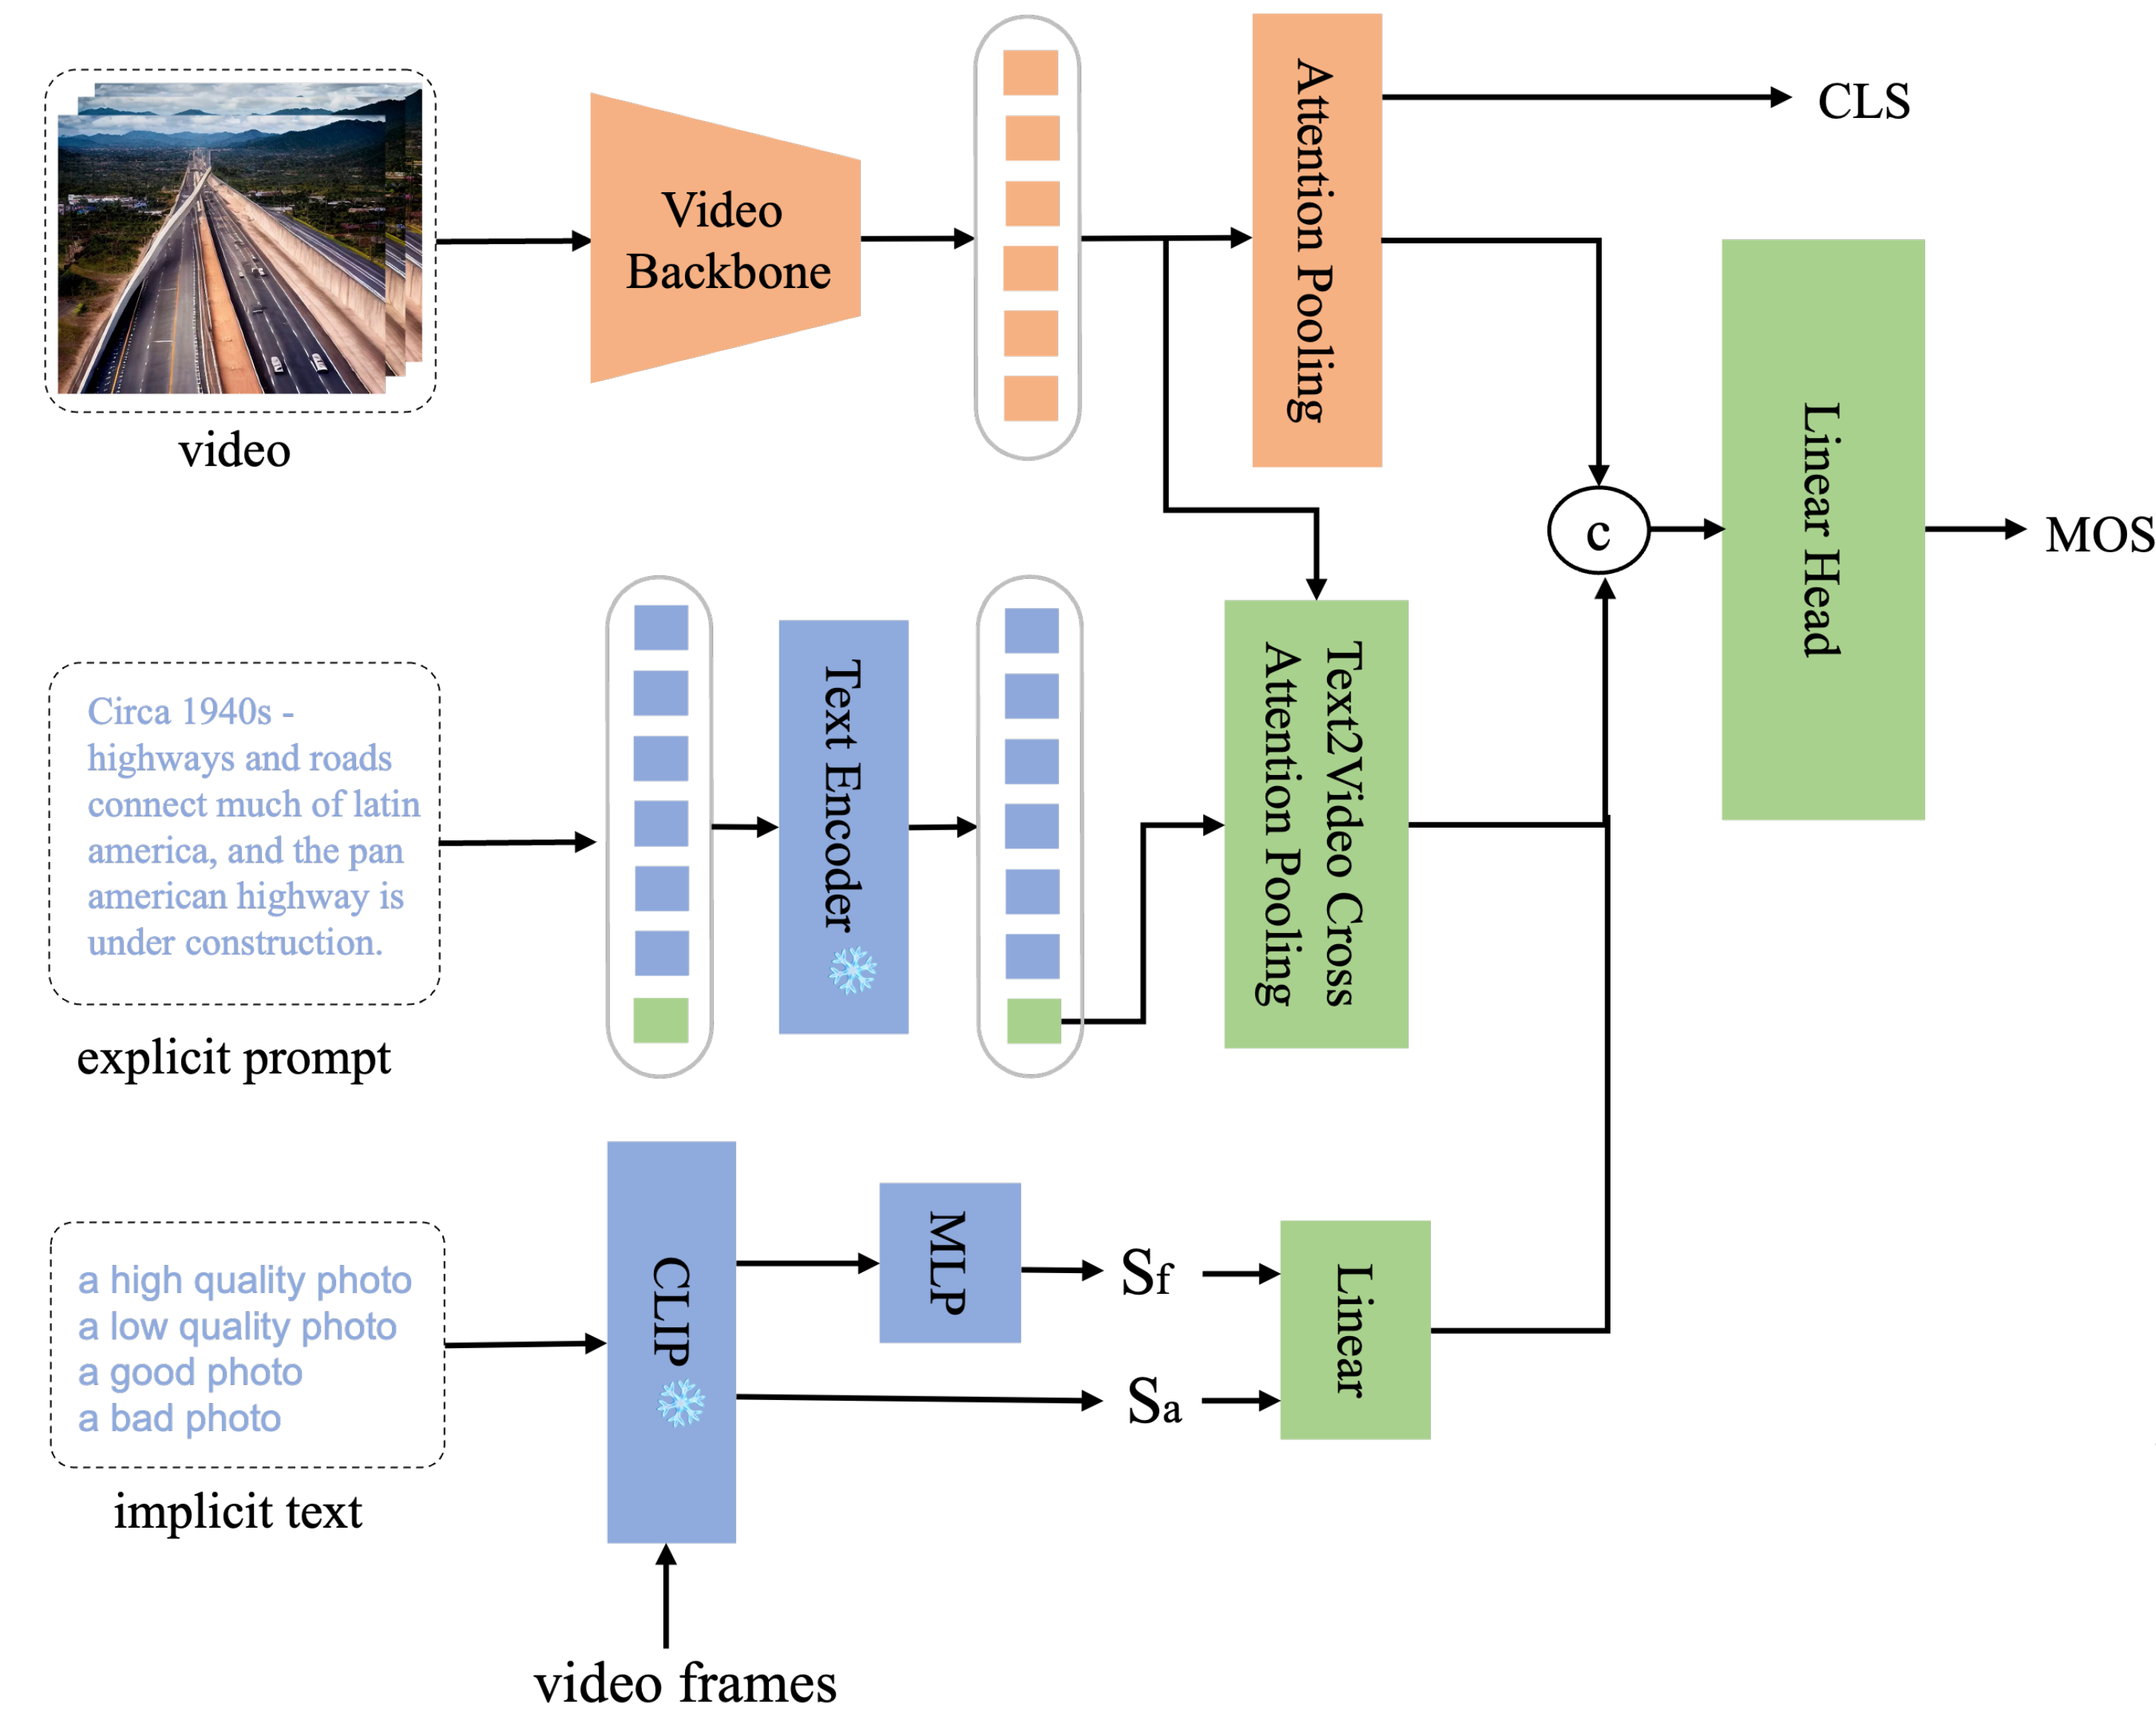 video
Video
Backbone
Attention Pooling
CLS
c
Linear Head
MOS
Circa 1940s -
highways and roads
connect much of latin
america, and the pan
american highway is
under construction.
explicit prompt
Text Encoder
Text2Video Cross
Attention Pooling
a high quality photo
a low quality photo
a good photo
a bad photo
implicit text
CLIP
MLP
Sf
Sa
Linear
video frames